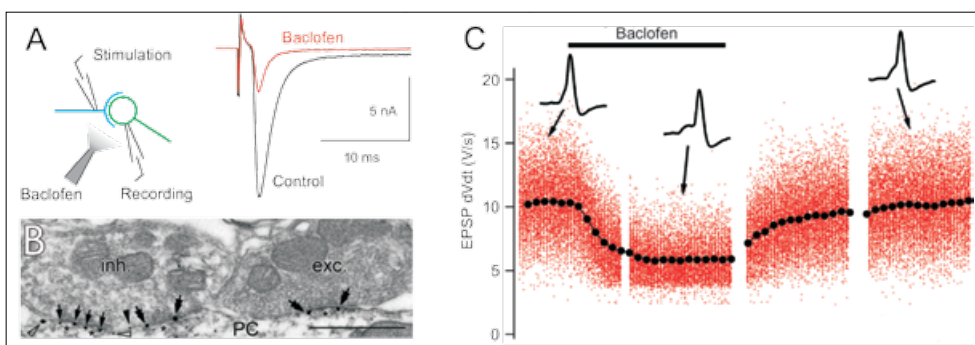 A
Stimulation
Baclofen
Recording
Baclofen
Control
5 nA
10 ms
B
inh
exc
PC
C
Baclofen
EPSP dVdt (V/s)
20
15
10
5
0